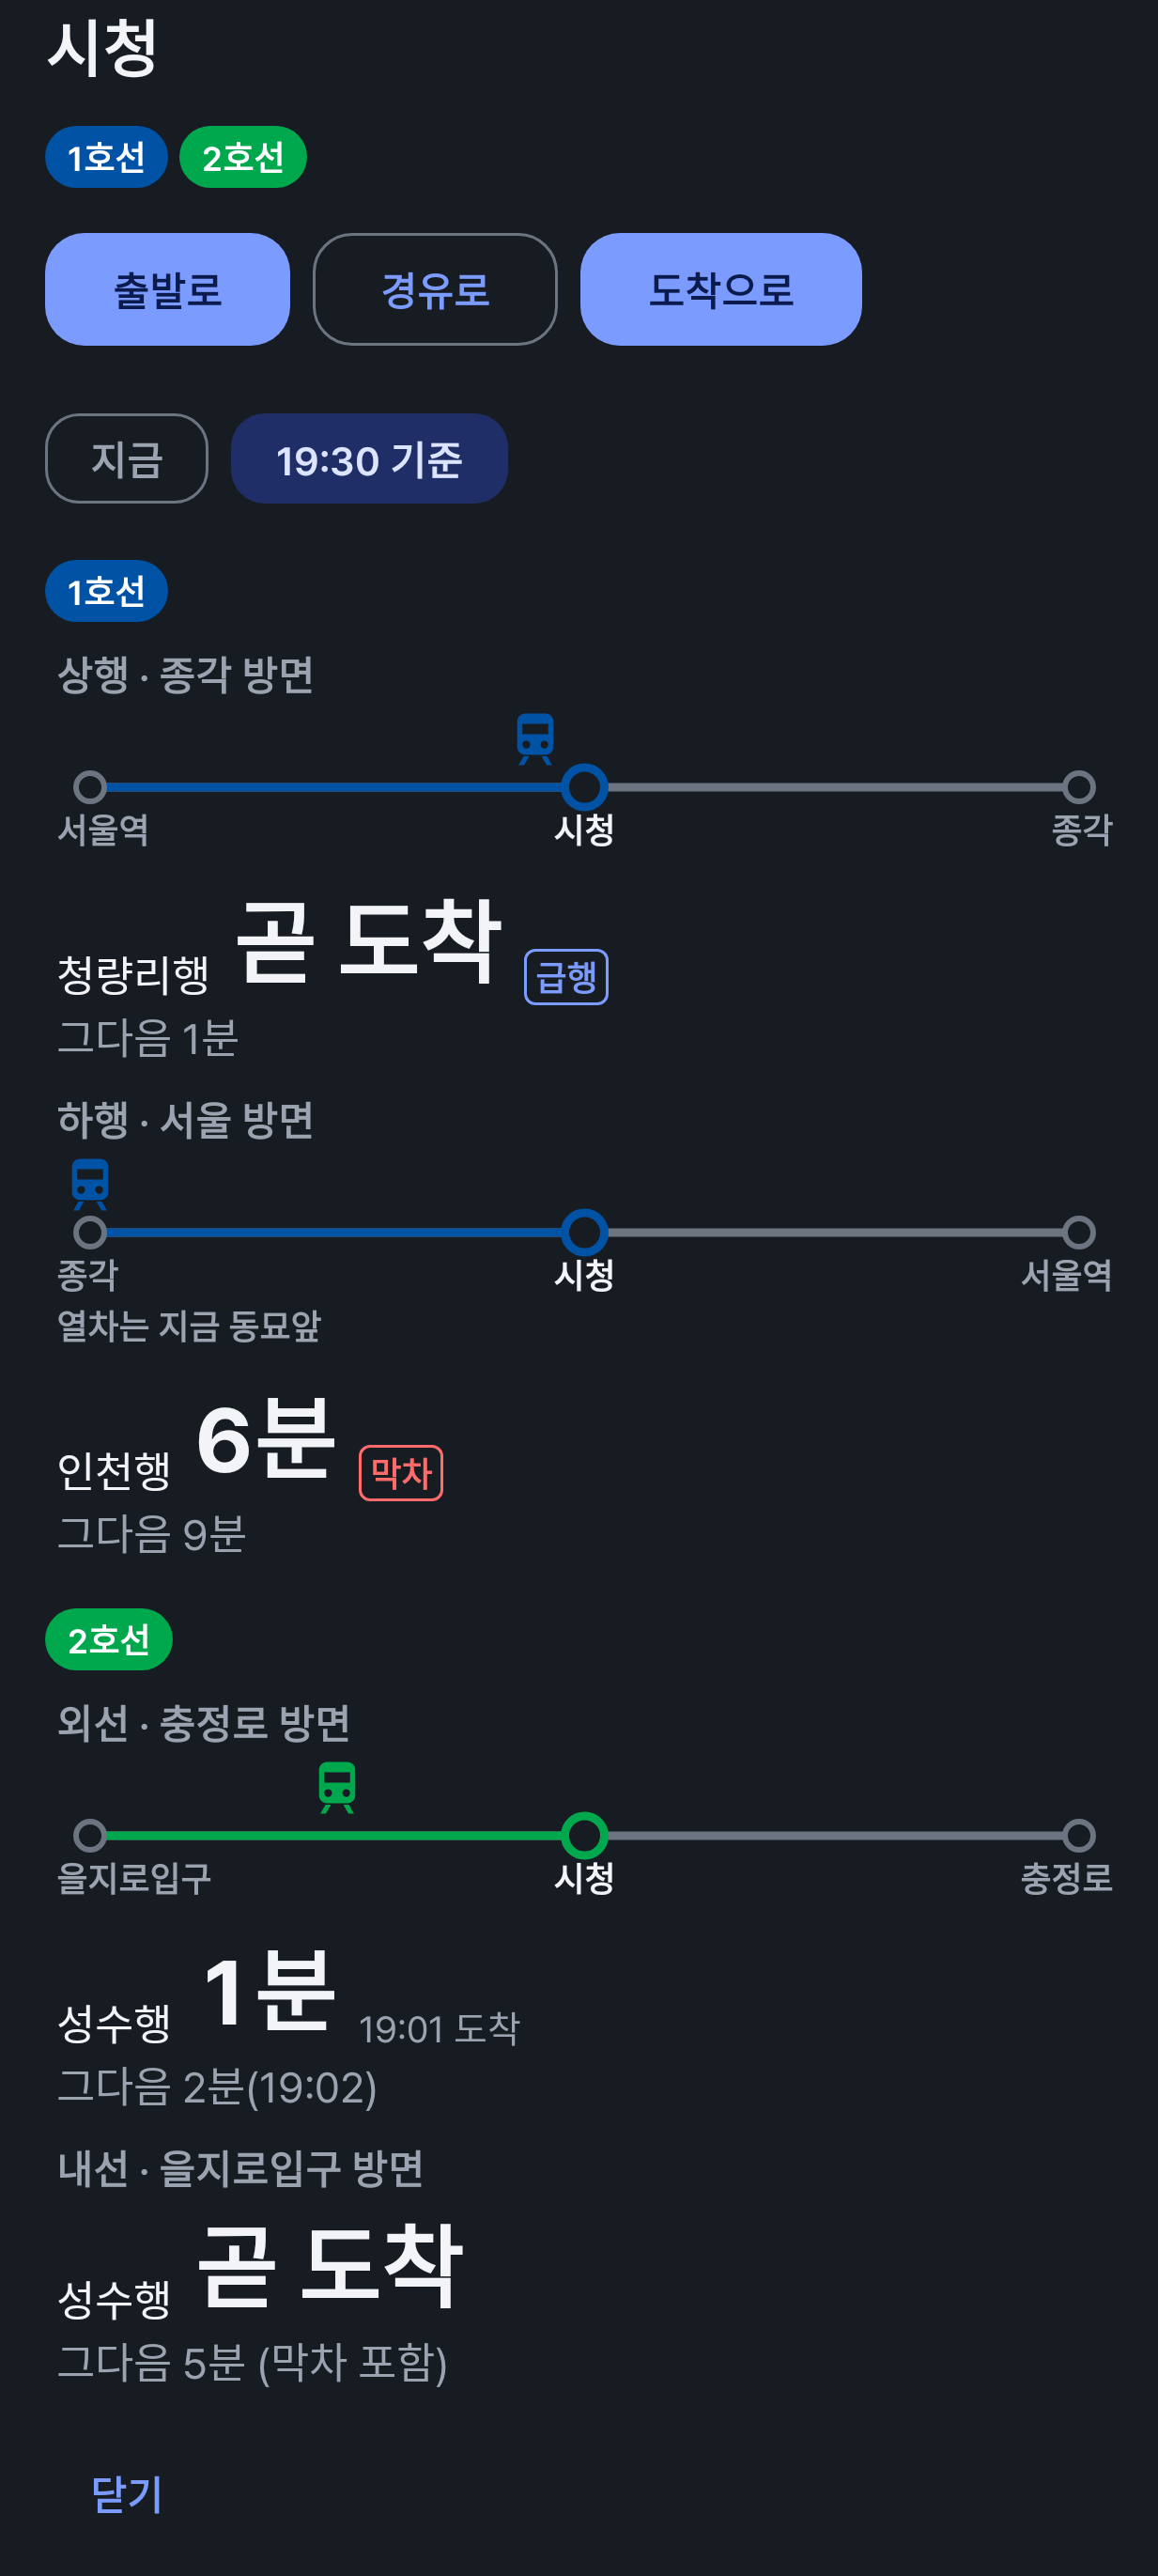 시청
1호선 2호선
출발로 경유로 도착으로
지금 19:30 기준
1호선
상행 · 종각 방면
서울역 시청 종각
청량리행 곧 도착 급행
그다음 1분
하행 · 서울 방면
종각 시청 서울역
열차는 지금 동묘앞
인천행 6분 막차
그다음 9분
2호선
외선 · 충정로 방면
을지로입구 시청 충정로
성수행 1분 19:01 도착
그다음 2분(19:02)
내선 · 을지로입구 방면
성수행 곧 도착
그다음 5분 (막차 포함)
닫기